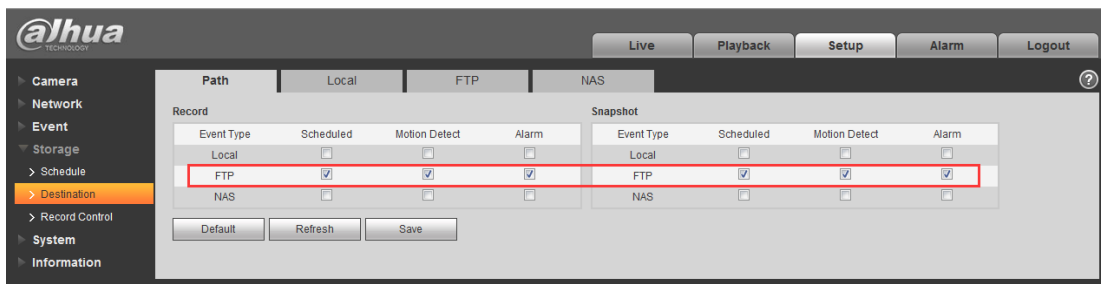 alhua
TECHNOLOGY
Live Playback Setup Alarm Logout
Camera
Network
Event
Storage
Schedule
Destination
Record Control
System
Information
Path Local FTP NAS ?
Record
Event Type Scheduled Motion Detect Alarm
Local
FTP
NAS
Snapshot
Event Type Scheduled Motion Detect Alarm
Local
FTP
NAS
Default Refresh Save